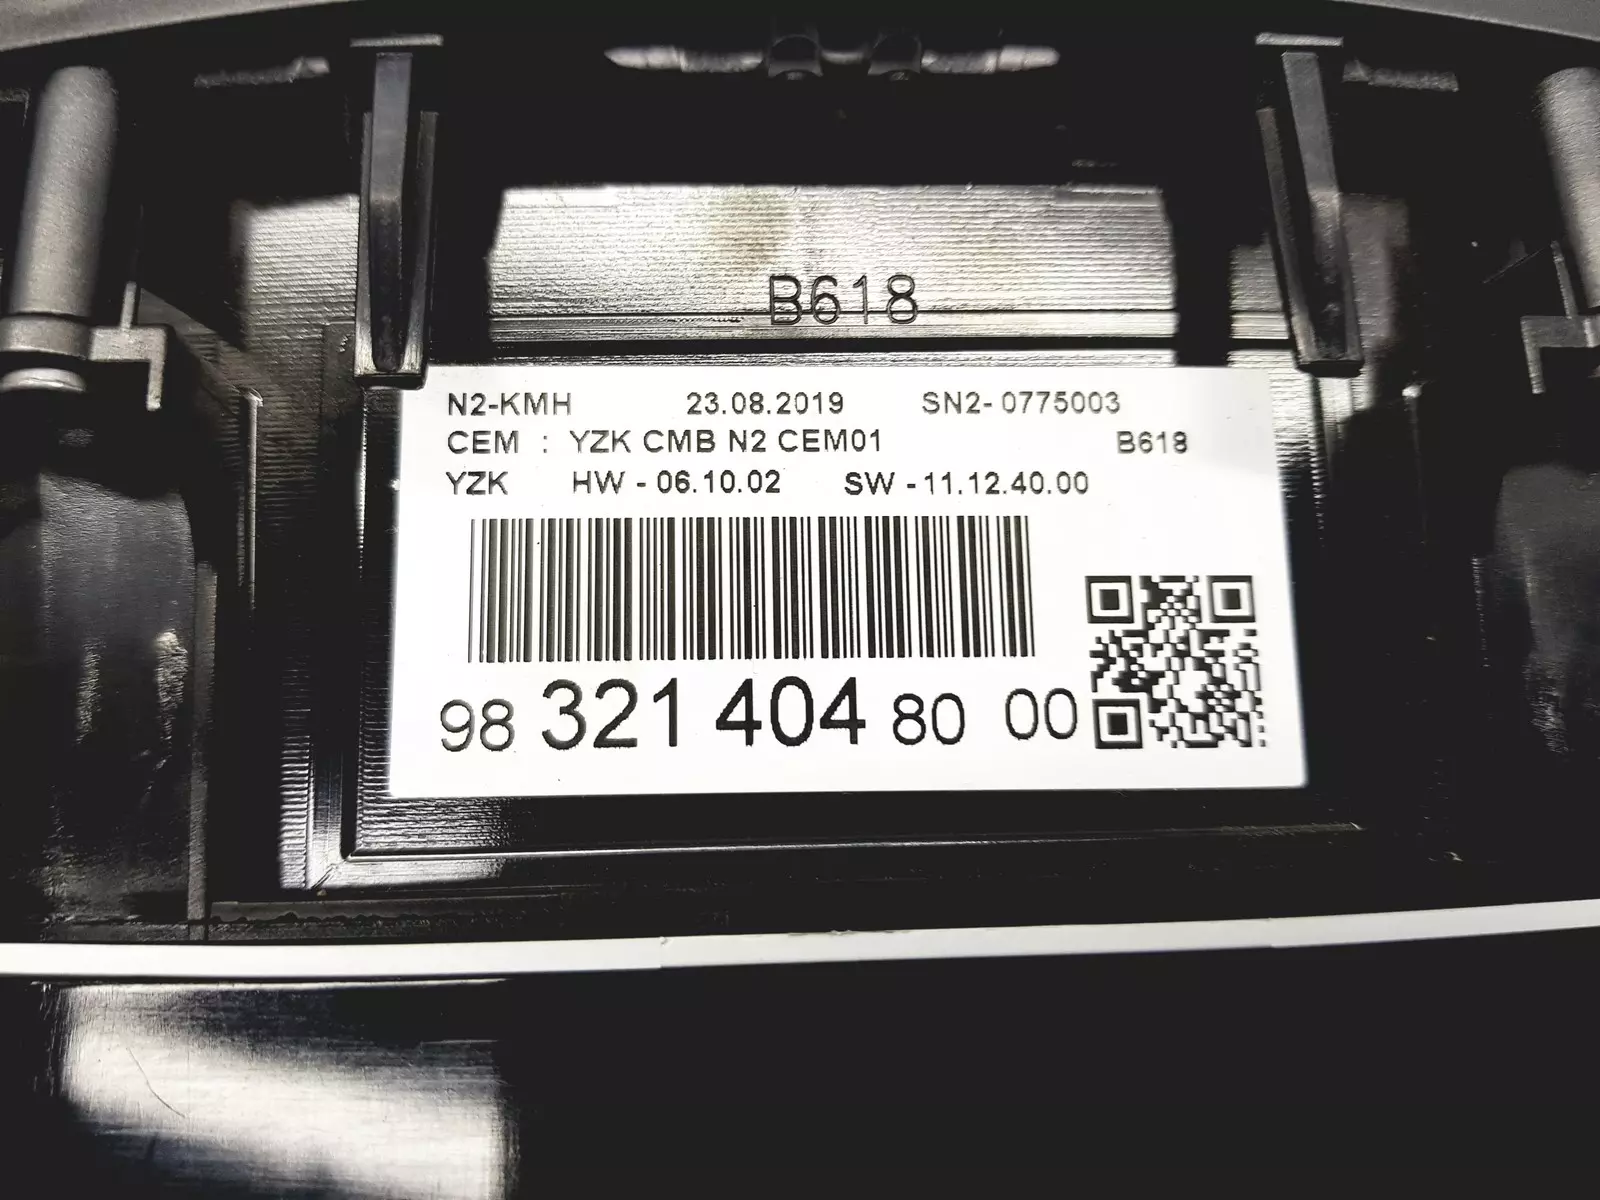 B618
N2-KMH 23.08.2019 SN2- 0775003
CEM : YZK CMB N2 CEM01 B618
YZK HW - 06.10.02 SW - 11.12.40.00
98 321 404 80 00